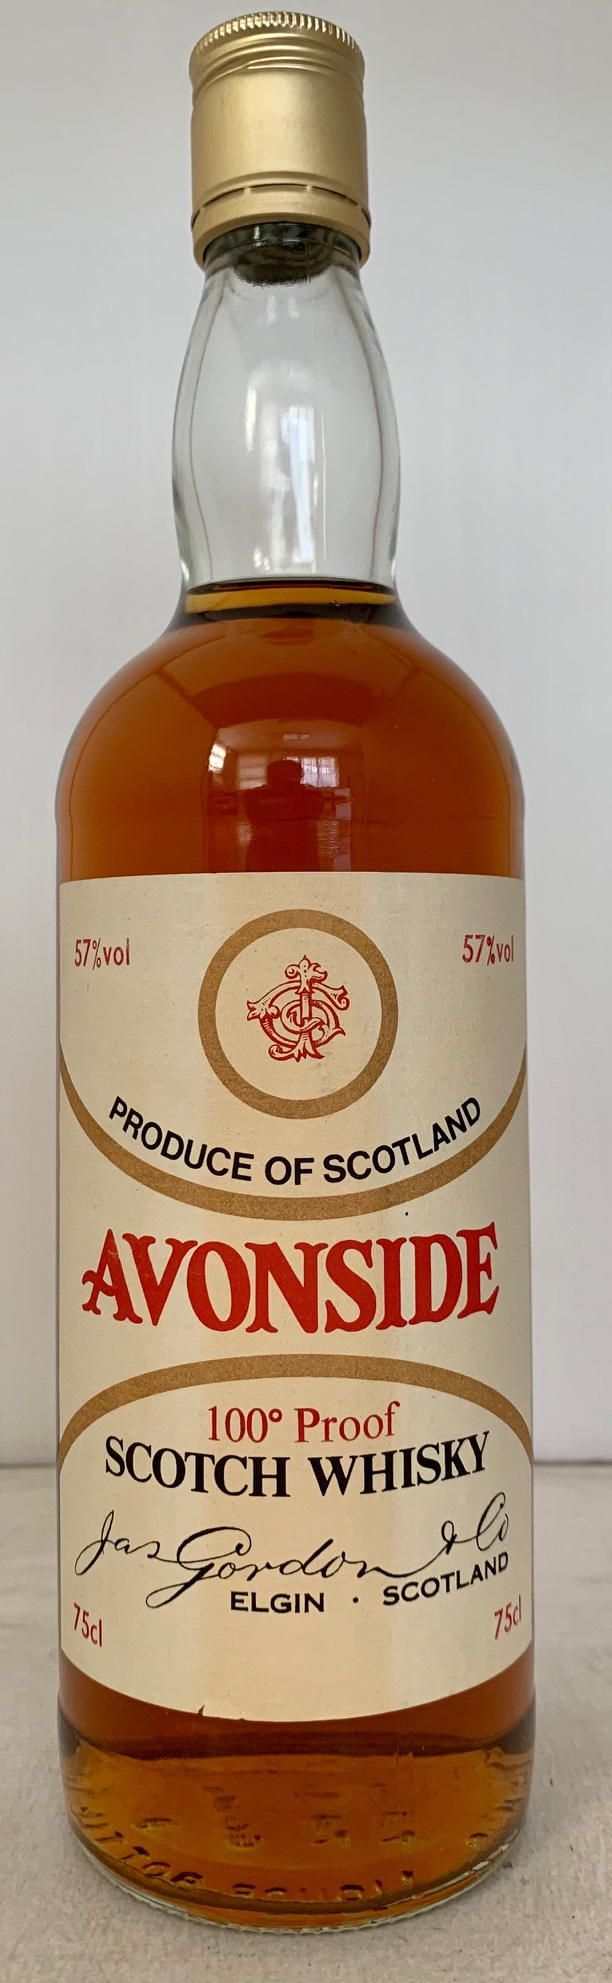 57%vol 57%vol
PRODUCE OF SCOTLAND
AVONSIDE
100° Proof
SCOTCH WHISKY
Jas Gordon & Co
ELGIN · SCOTLAND
75cl 75cl